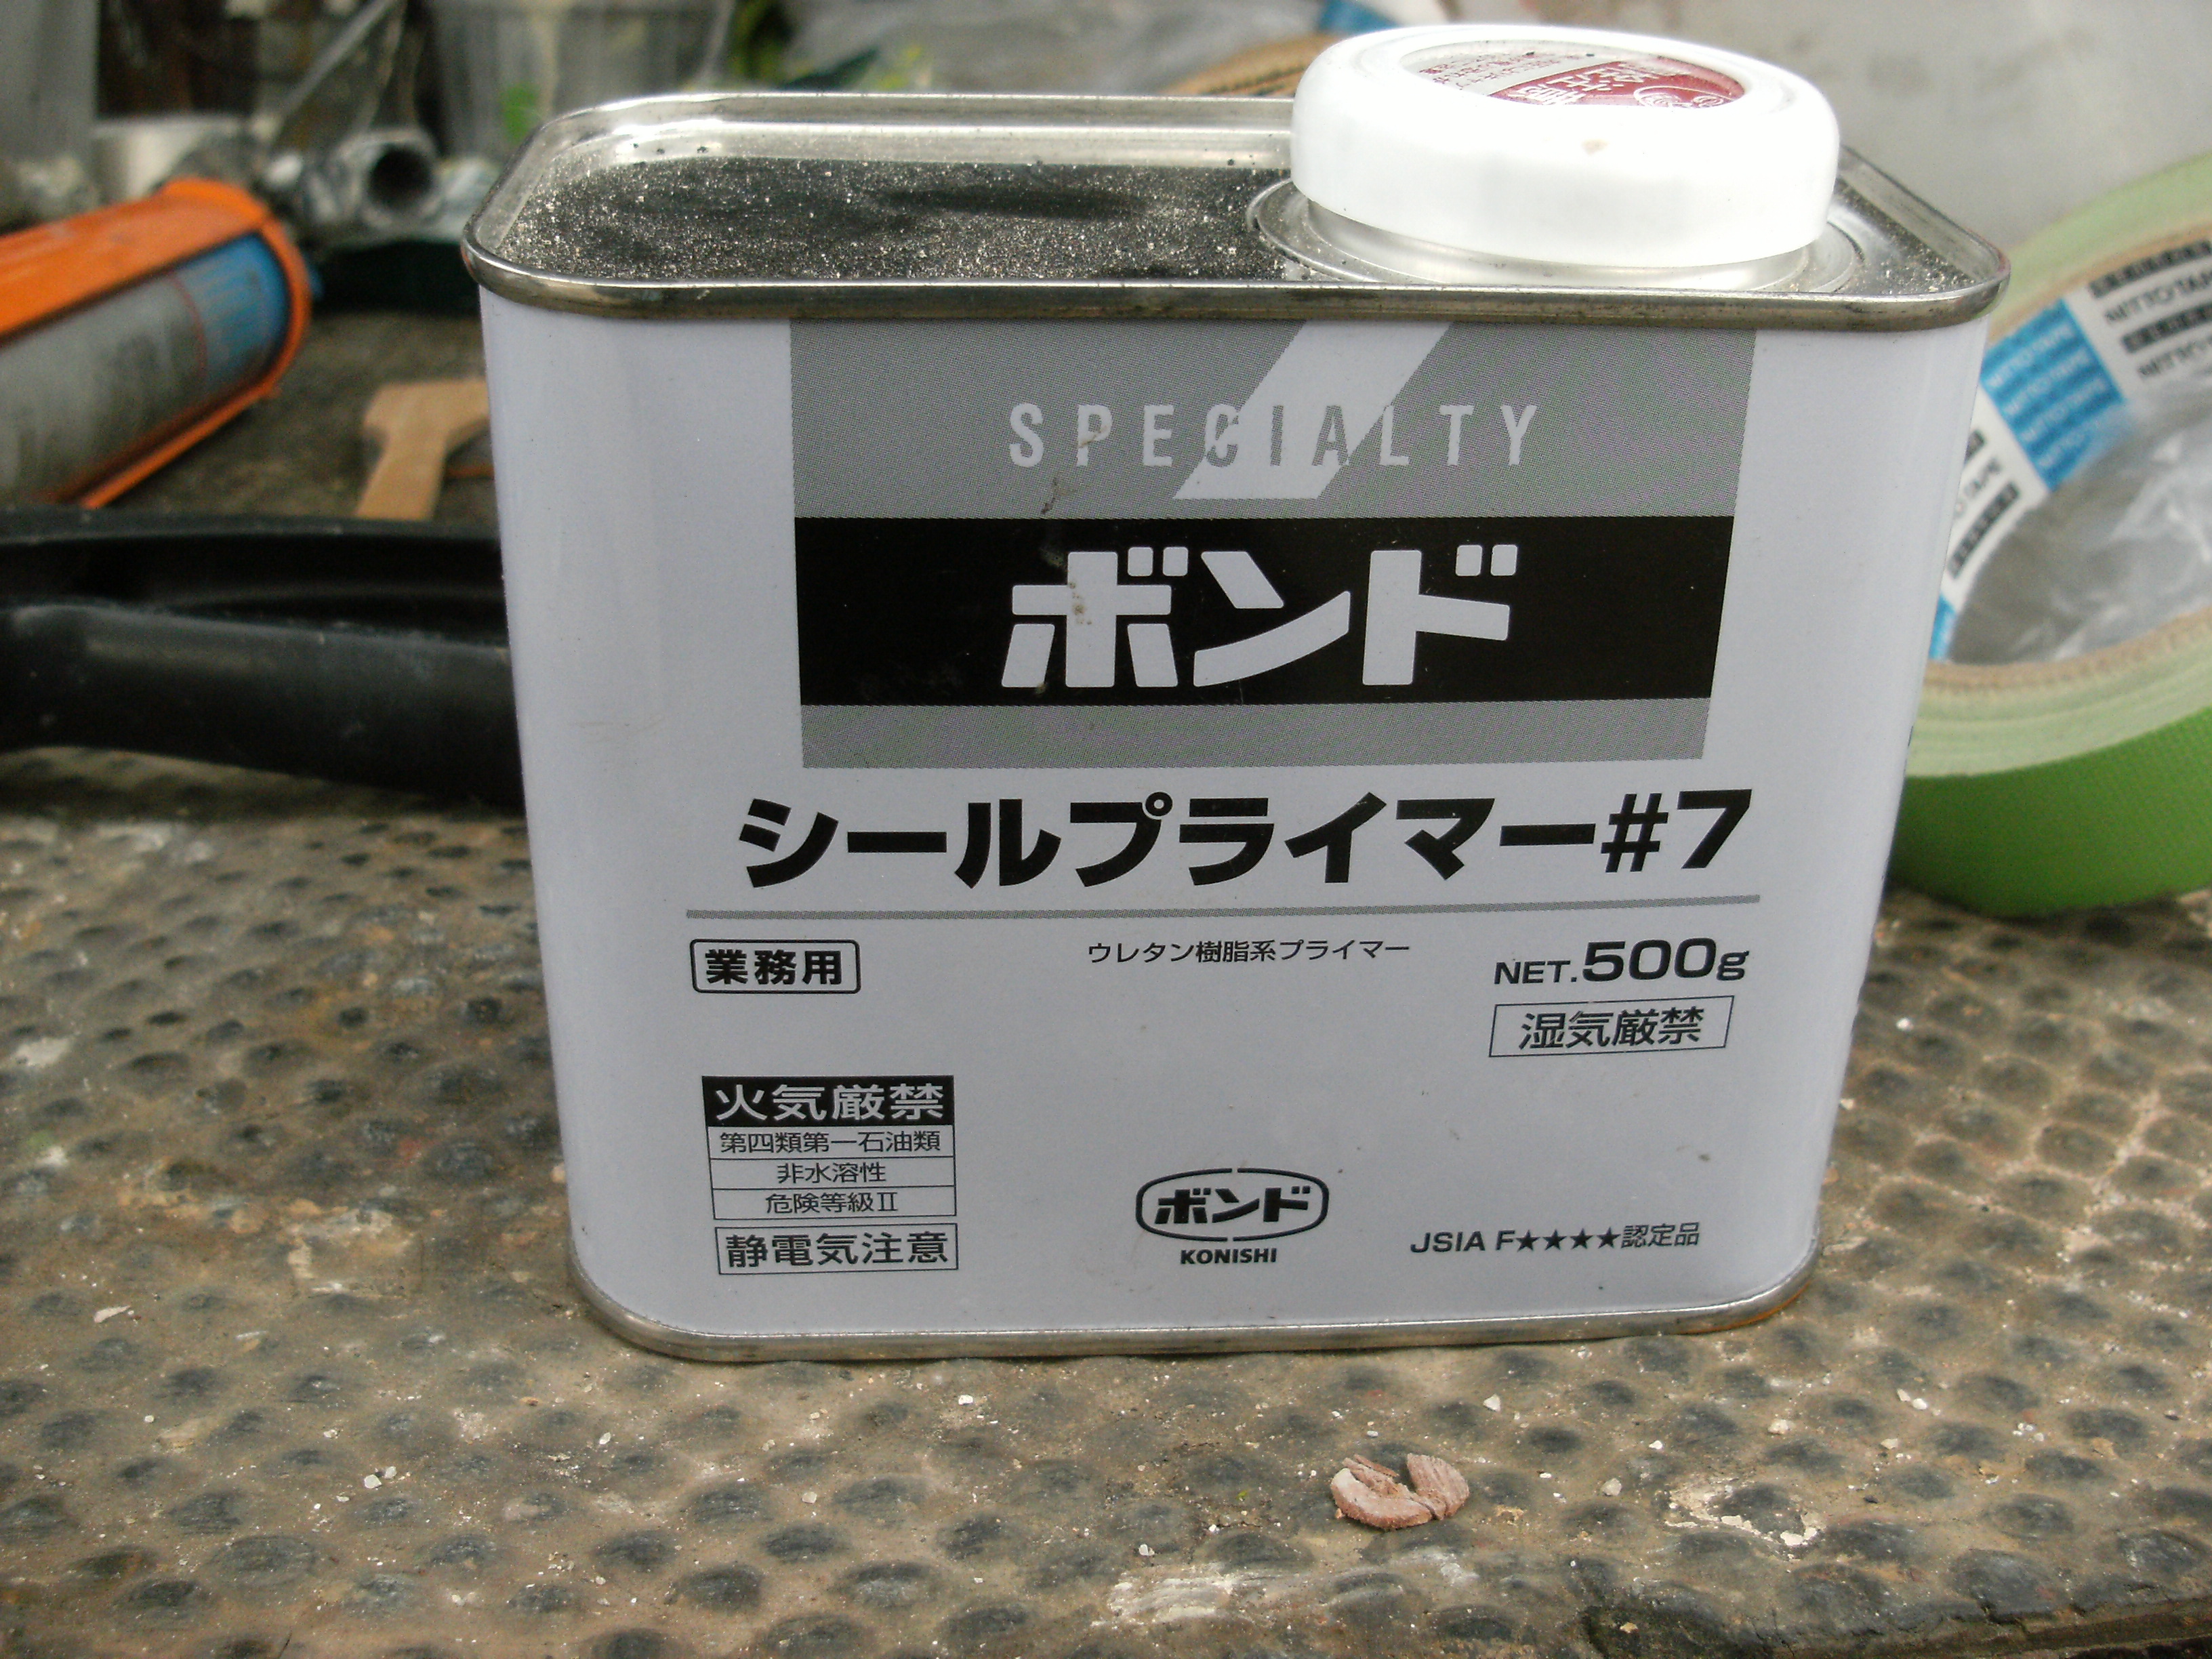 SPECIALTY
ボンド
シールプライマー#7
業務用
ウレタン樹脂系プライマー
NET.500g
湿気厳禁
火気厳禁
第四類第一石油類
非水溶性
危険等級Ⅱ
静電気注意
ボンド
KONISHI
JSIA F★★★★認定品